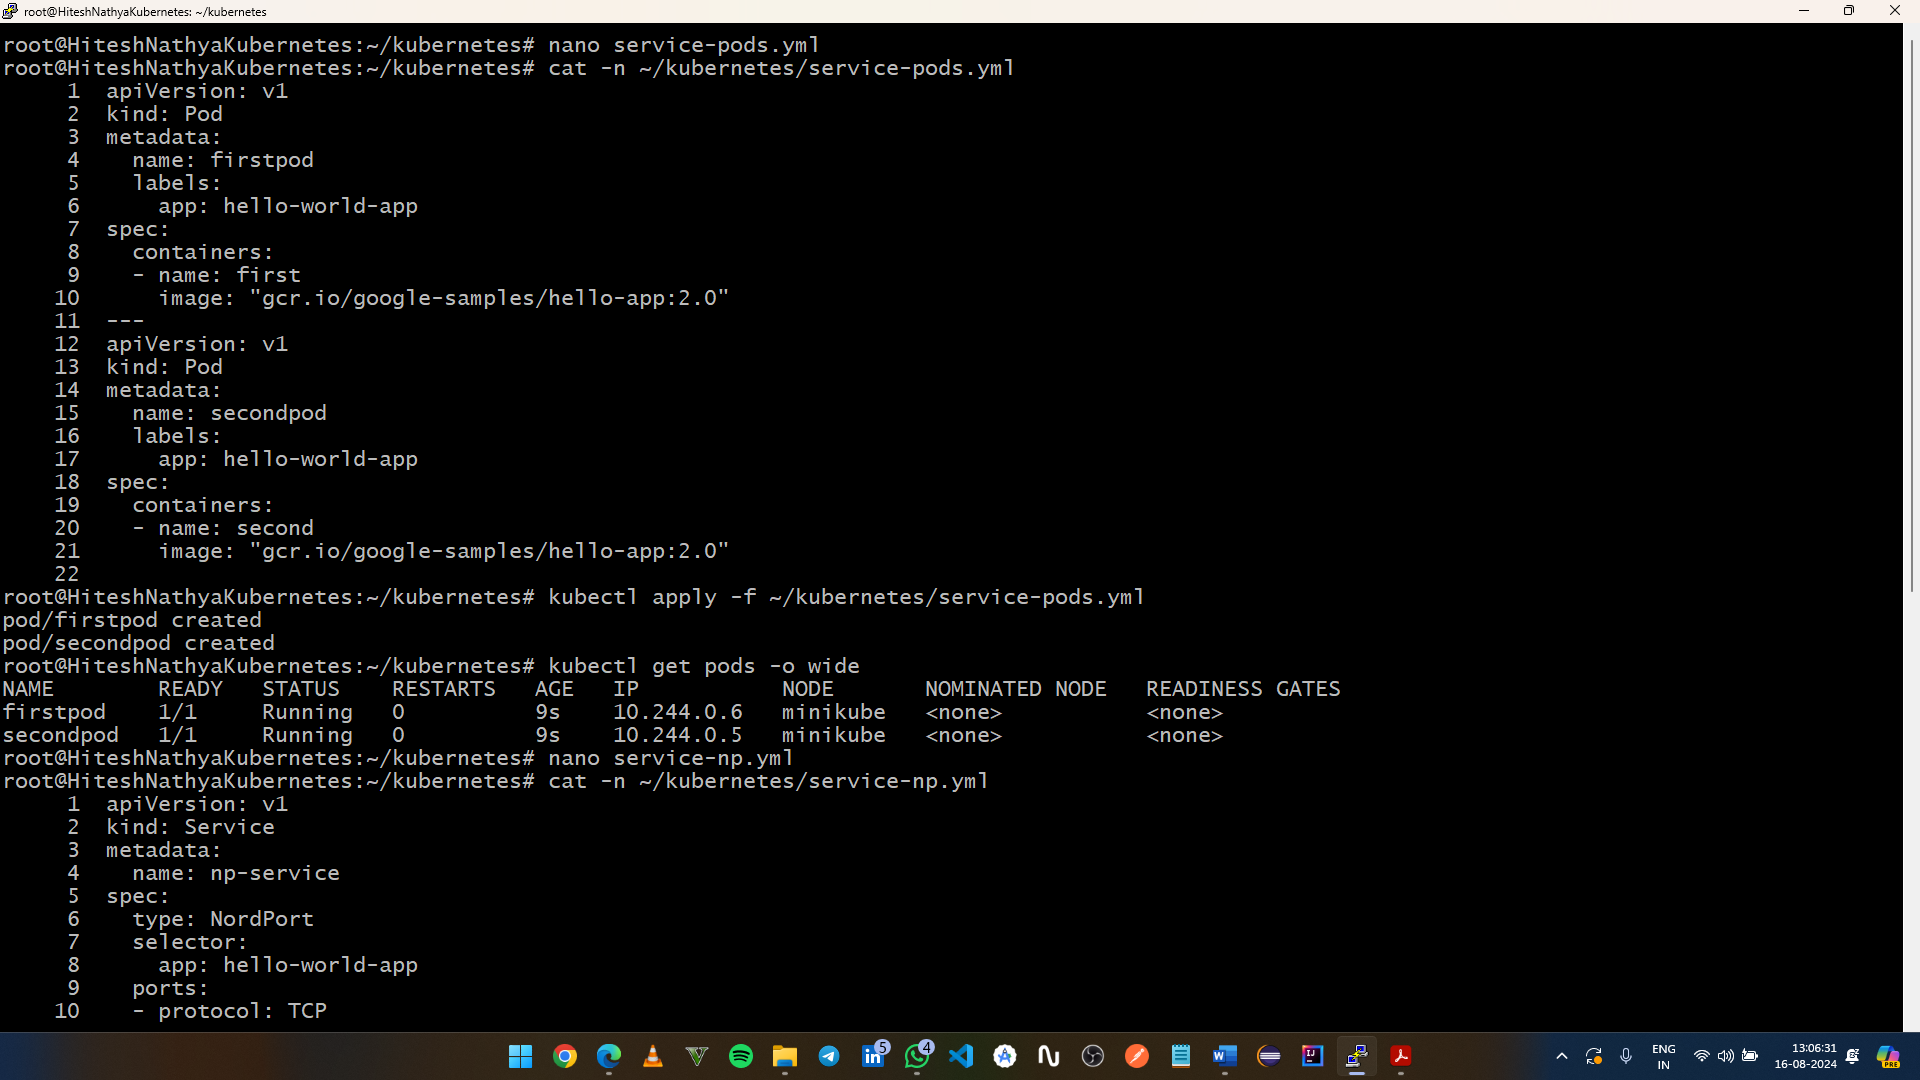 root@HiteshNathyaKubernetes: ~/kubernetes
root@HiteshNathyaKubernetes:~/kubernetes# nano service-pods.yml
root@HiteshNathyaKubernetes:~/kubernetes# cat -n ~/kubernetes/service-pods.yml
     1  apiVersion: v1
     2  kind: Pod
     3  metadata:
     4    name: firstpod
     5    labels:
     6      app: hello-world-app
     7  spec:
     8    containers:
     9    - name: first
    10      image: "gcr.io/google-samples/hello-app:2.0"
    11  ---
    12  apiVersion: v1
    13  kind: Pod
    14  metadata:
    15    name: secondpod
    16    labels:
    17      app: hello-world-app
    18  spec:
    19    containers:
    20    - name: second
    21      image: "gcr.io/google-samples/hello-app:2.0"
    22
root@HiteshNathyaKubernetes:~/kubernetes# kubectl apply -f ~/kubernetes/service-pods.yml
pod/firstpod created
pod/secondpod created
root@HiteshNathyaKubernetes:~/kubernetes# kubectl get pods -o wide
NAME        READY   STATUS    RESTARTS   AGE   IP           NODE       NOMINATED NODE   READINESS GATES
firstpod    1/1     Running   0          9s    10.244.0.6   minikube   <none>           <none>
secondpod   1/1     Running   0          9s    10.244.0.5   minikube   <none>           <none>
root@HiteshNathyaKubernetes:~/kubernetes# nano service-np.yml
root@HiteshNathyaKubernetes:~/kubernetes# cat -n ~/kubernetes/service-np.yml
     1  apiVersion: v1
     2  kind: Service
     3  metadata:
     4    name: np-service
     5  spec:
     6    type: NordPort
     7    selector:
     8      app: hello-world-app
     9    ports:
    10    - protocol: TCP
5
4
ENG
IN
13:06:31
16-08-2024
PRE